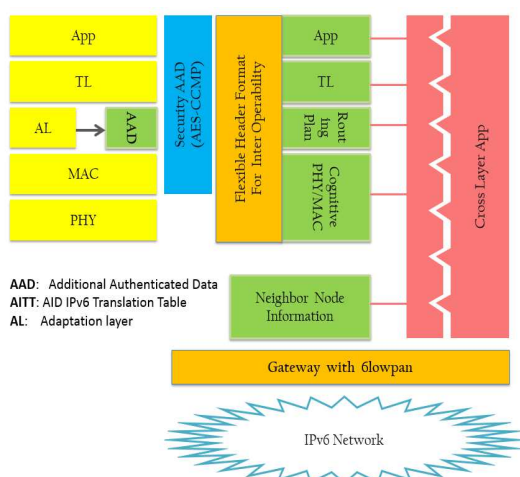 App
TL
AL
AAD
MAC
PHY
Security AAD
(AES-CCMP)
Flexible Header Format
For Inter Operability
App
TL
Rout
ing
Plan
Cognitive
PHY/MAC
Neighbor Node
Information
Cross Layer App
AAD: Additional Authenticated Data
AITT: AID IPv6 Translation Table
AL: Adaptation layer
Gateway with 6lowpan
IPv6 Network